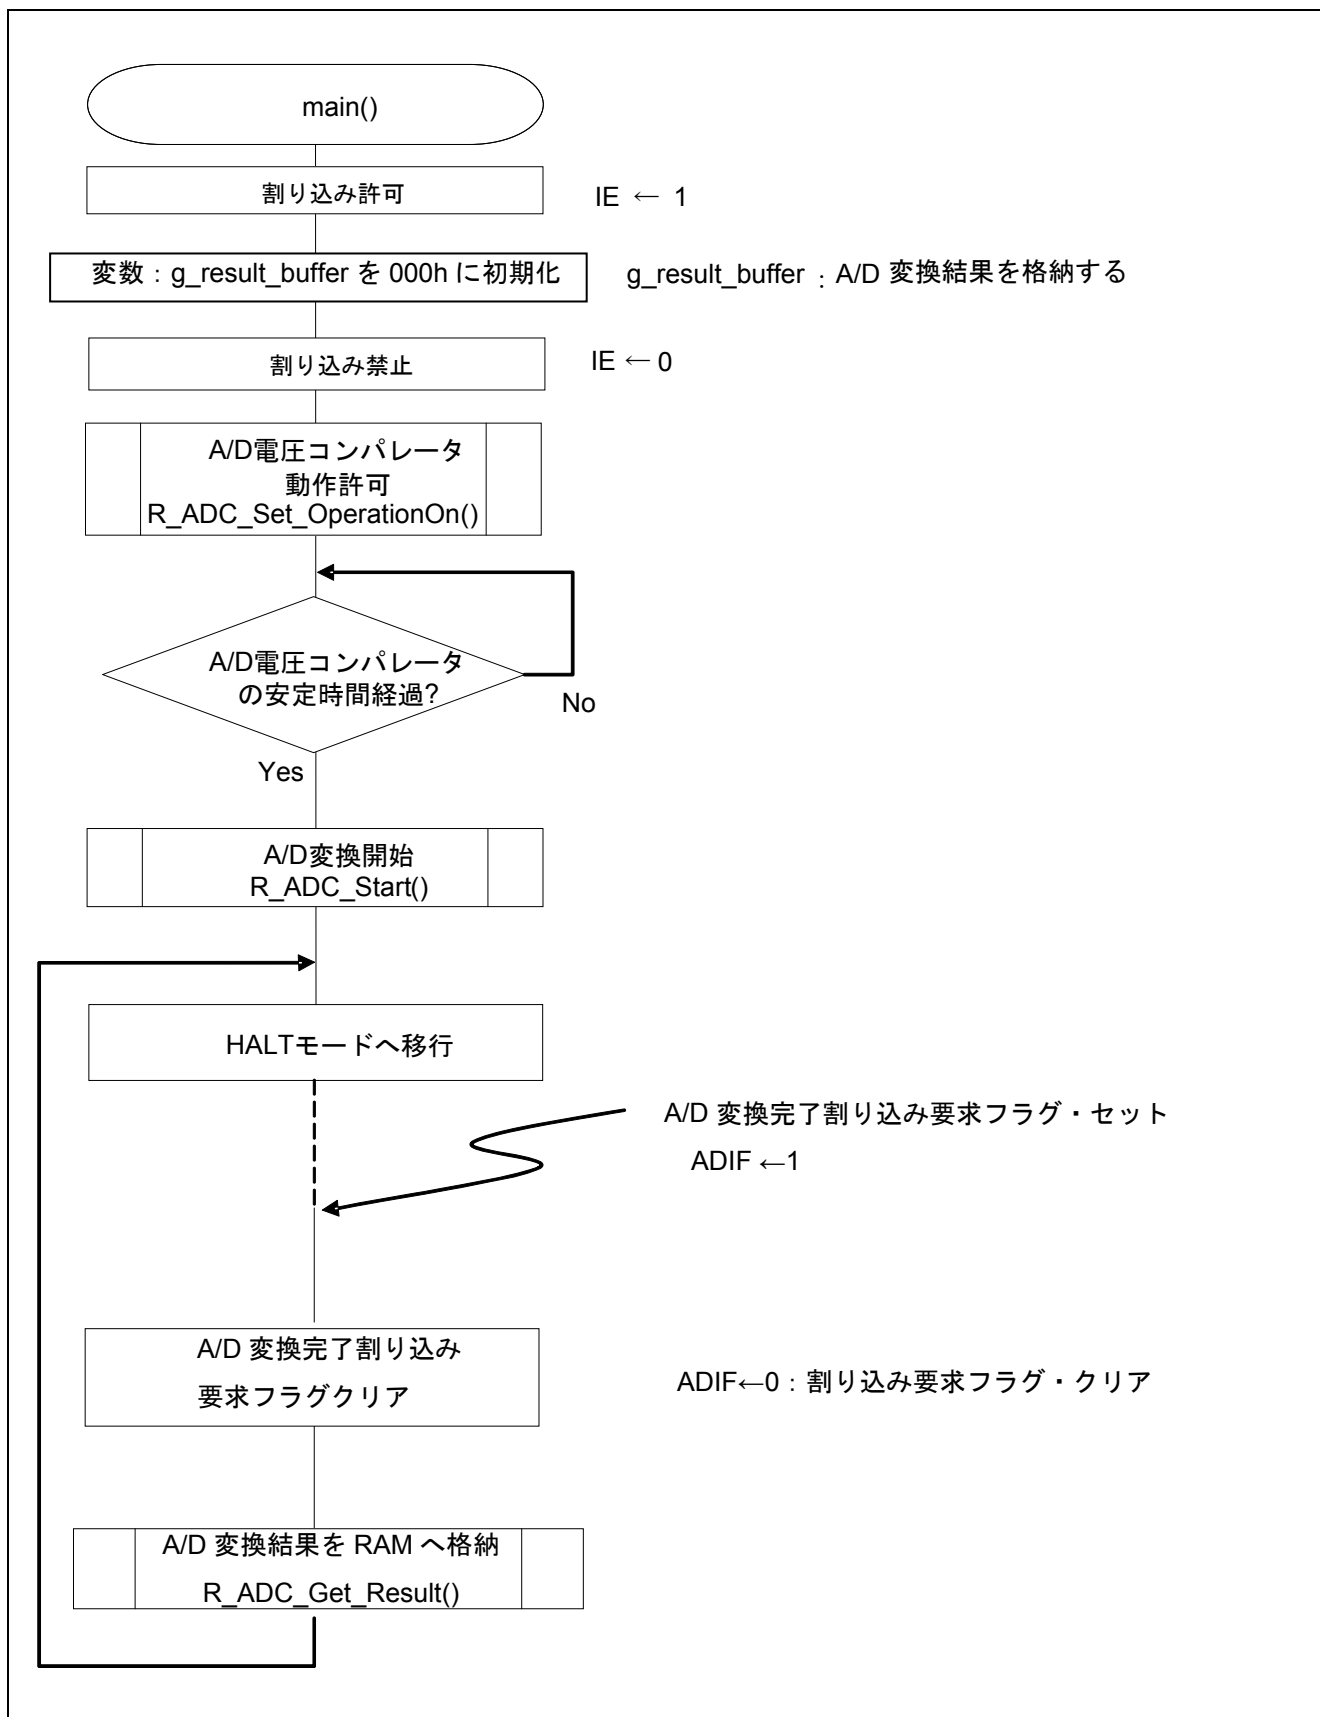 main()
割り込み許可
IE ← 1
変数：g_result_buffer を 000h に初期化
g_result_buffer：A/D 変換結果を格納する
割り込み禁止
IE ← 0
A/D電圧コンパレータ
動作許可
R_ADC_Set_OperationOn()
A/D電圧コンパレータ
の安定時間経過?
No
Yes
A/D変換開始
R_ADC_Start()
HALTモードへ移行
A/D 変換完了割り込み要求フラグ・セット
ADIF ←1
A/D 変換完了割り込み
要求フラグクリア
ADIF←0：割り込み要求フラグ・クリア
A/D 変換結果を RAM へ格納
R_ADC_Get_Result()